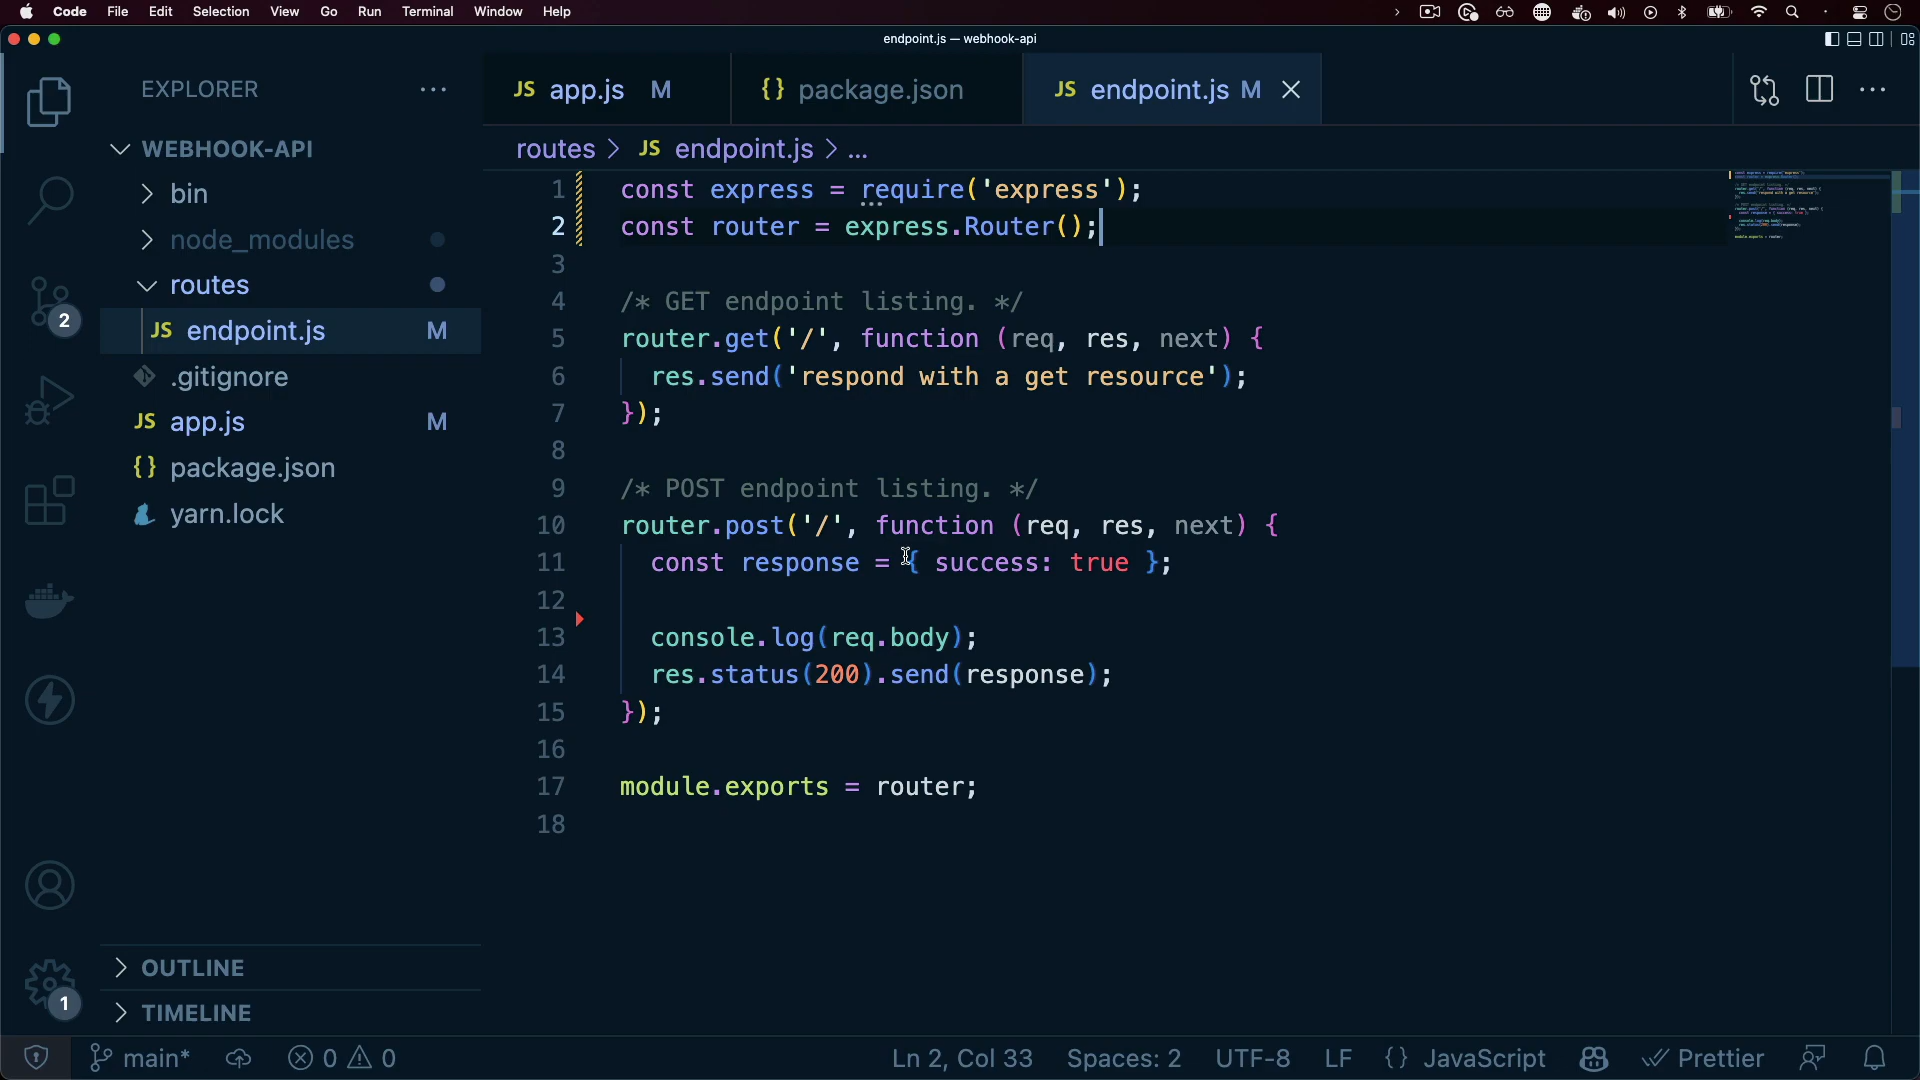 Code File Edit Selection View Go Run Terminal Window Help
endpoint.js — webhook-api
EXPLORER
JS app.js M
{} package.json
JS endpoint.js M
routes > JS endpoint.js > ...
WEBHOOK-API
bin
node_modules
routes
JS endpoint.js M
.gitignore
JS app.js M
{} package.json
yarn.lock
2
1 const express = require('express');
2 const router = express.Router();
3
4 /* GET endpoint listing. */
5 router.get('/', function (req, res, next) {
6 res.send('respond with a get resource');
7 });
8
9 /* POST endpoint listing. */
10 router.post('/', function (req, res, next) {
11 const response = { success: true };
12
13 console.log(req.body);
14 res.status(200).send(response);
15 });
16
17 module.exports = router;
18
OUTLINE
TIMELINE
1
main* 0 0
Ln 2, Col 33 Spaces: 2 UTF-8 LF {} JavaScript Prettier